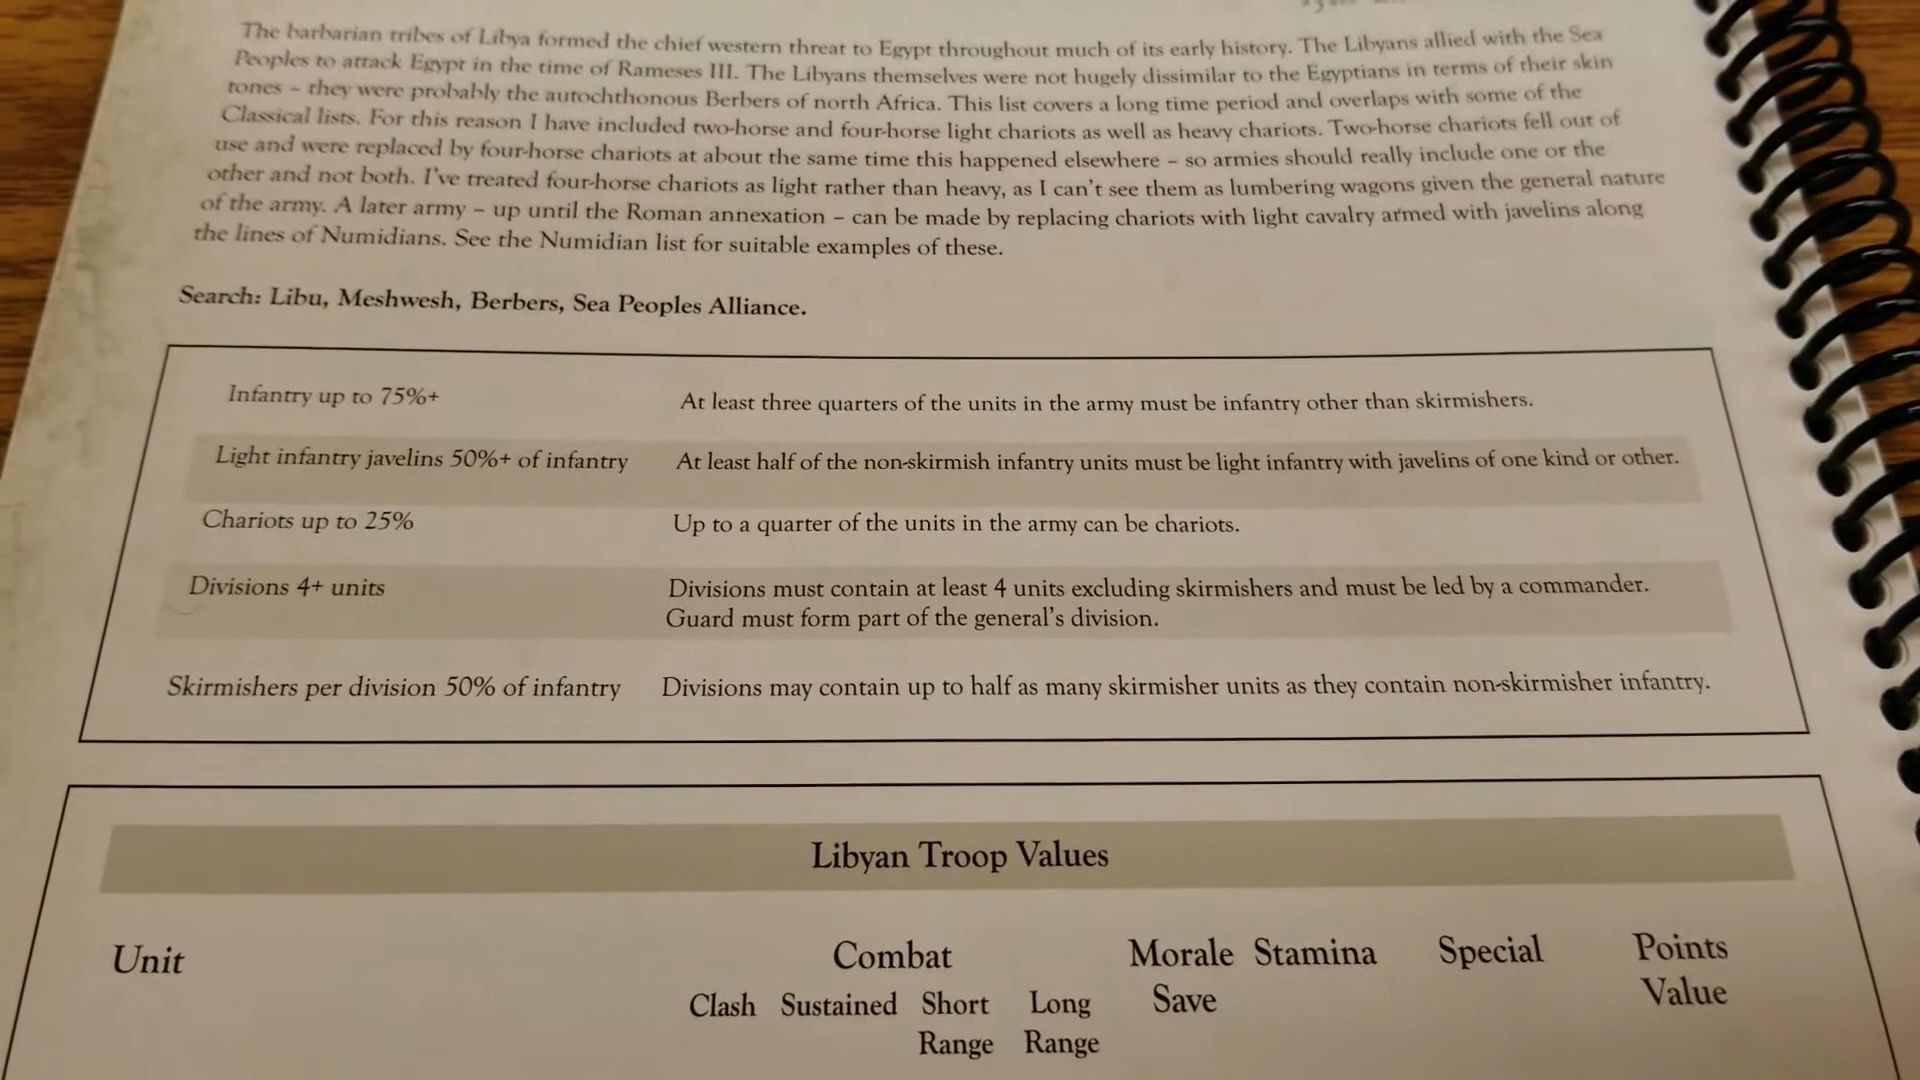 The barbarian tribes of Libya formed the chief western threat to Egypt throughout much of its early history. The Libyans allied with the Sea
Peoples to attack Egypt in the time of Rameses III. The Libyans themselves were not hugely dissimilar to the Egyptians in terms of their skin
tones – they were probably the autochthonous Berbers of north Africa. This list covers a long time period and overlaps with some of the
Classical lists. For this reason I have included two-horse and four-horse light chariots as well as heavy chariots. Two-horse chariots fell out of
use and were replaced by four-horse chariots at about the same time this happened elsewhere – so armies should really include one or the
other and not both. I've treated four-horse chariots as light rather than heavy, as I can't see them as lumbering wagons given the general nature
of the army. A later army – up until the Roman annexation – can be made by replacing chariots with light cavalry armed with javelins along
the lines of Numidians. See the Numidian list for suitable examples of these.
Search: Libu, Meshwesh, Berbers, Sea Peoples Alliance.
Infantry up to 75%+ At least three quarters of the units in the army must be infantry other than skirmishers.
Light infantry javelins 50%+ of infantry At least half of the non-skirmish infantry units must be light infantry with javelins of one kind or other.
Chariots up to 25% Up to a quarter of the units in the army can be chariots.
Divisions 4+ units Divisions must contain at least 4 units excluding skirmishers and must be led by a commander.
Guard must form part of the general's division.
Skirmishers per division 50% of infantry Divisions may contain up to half as many skirmisher units as they contain non-skirmisher infantry.
Libyan Troop Values
Unit Combat Morale Stamina Special Points
Clash Sustained Short Long Save Value
Range Range